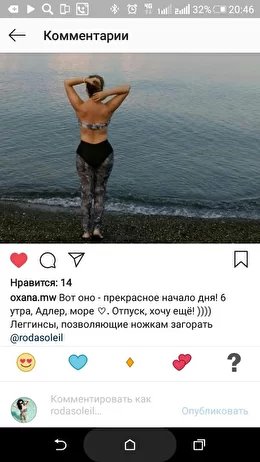 32% 20:46
Комментарии
Нравится: 14
oxana.mw Вот оно - прекрасное начало дня! 6
утра, Адлер, море ♡. Отпуск, хочу ещё! ))))
Леггинсы, позволяющие ножкам загорать
@rodasoleil
Комментировать как
rodasoleil...
Опубликовать